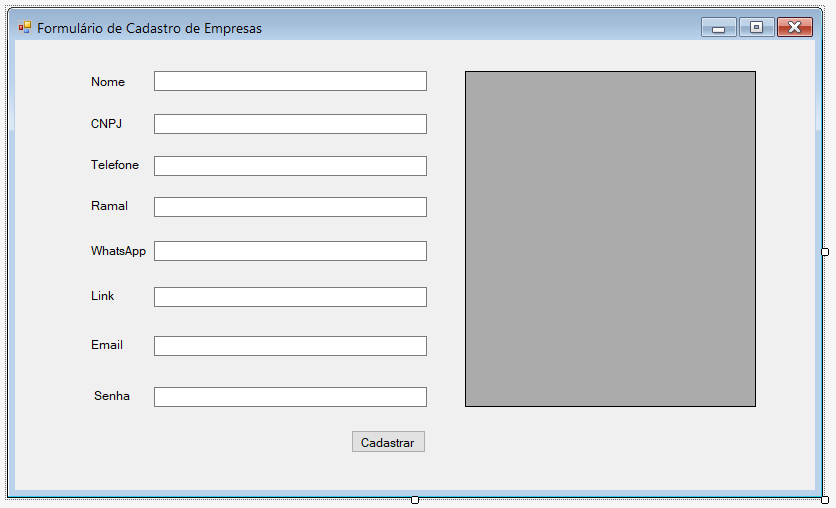 Formulário de Cadastro de Empresas
Nome
CNPJ
Telefone
Ramal
WhatsApp
Link
Email
Senha
Cadastrar